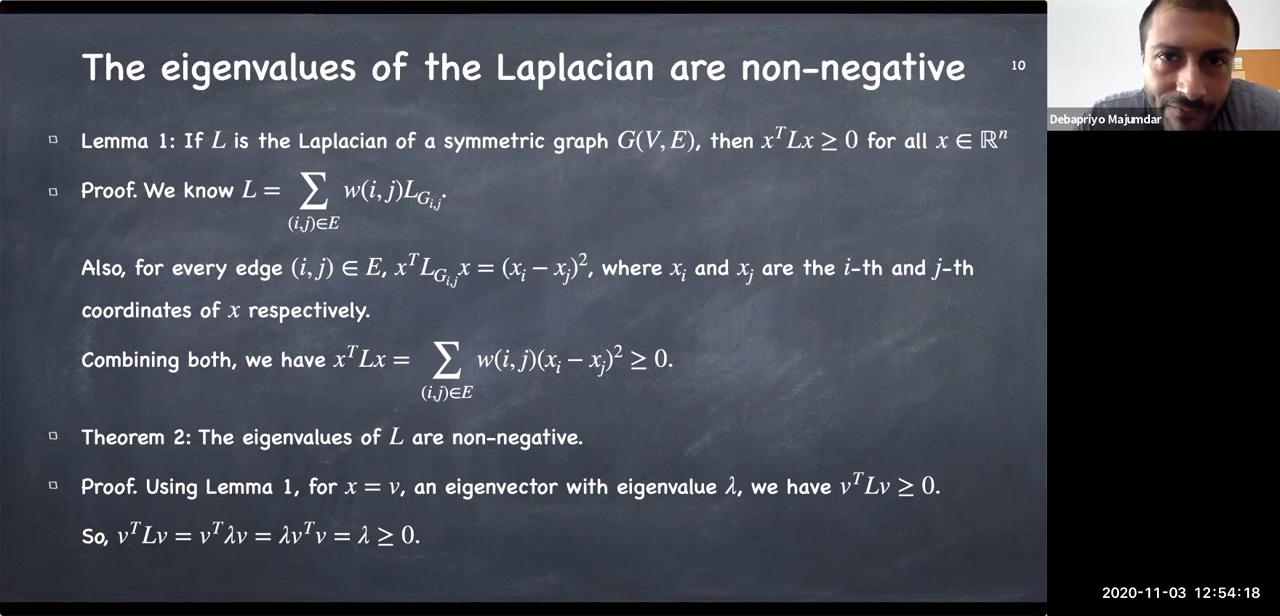 The eigenvalues of the Laplacian are non-negative
10
Lemma 1: If L is the Laplacian of a symmetric graph G(V, E), then x^T Lx ≥ 0 for all x ∈ ℝ^n
Proof. We know L = ∑_{(i,j)∈E} w(i, j)L_{G_{i,j}}.
Also, for every edge (i, j) ∈ E, x^T L_{G_{i,j}} x = (x_i − x_j)^2, where x_i and x_j are the i-th and j-th
coordinates of x respectively.
Combining both, we have x^T Lx = ∑_{(i,j)∈E} w(i, j)(x_i − x_j)^2 ≥ 0.
Theorem 2: The eigenvalues of L are non-negative.
Proof. Using Lemma 1, for x = v, an eigenvector with eigenvalue λ, we have v^T Lv ≥ 0.
So, v^T Lv = v^T λv = λv^T v = λ ≥ 0.
Debapriyo Majumdar
2020-11-03 12:54:18